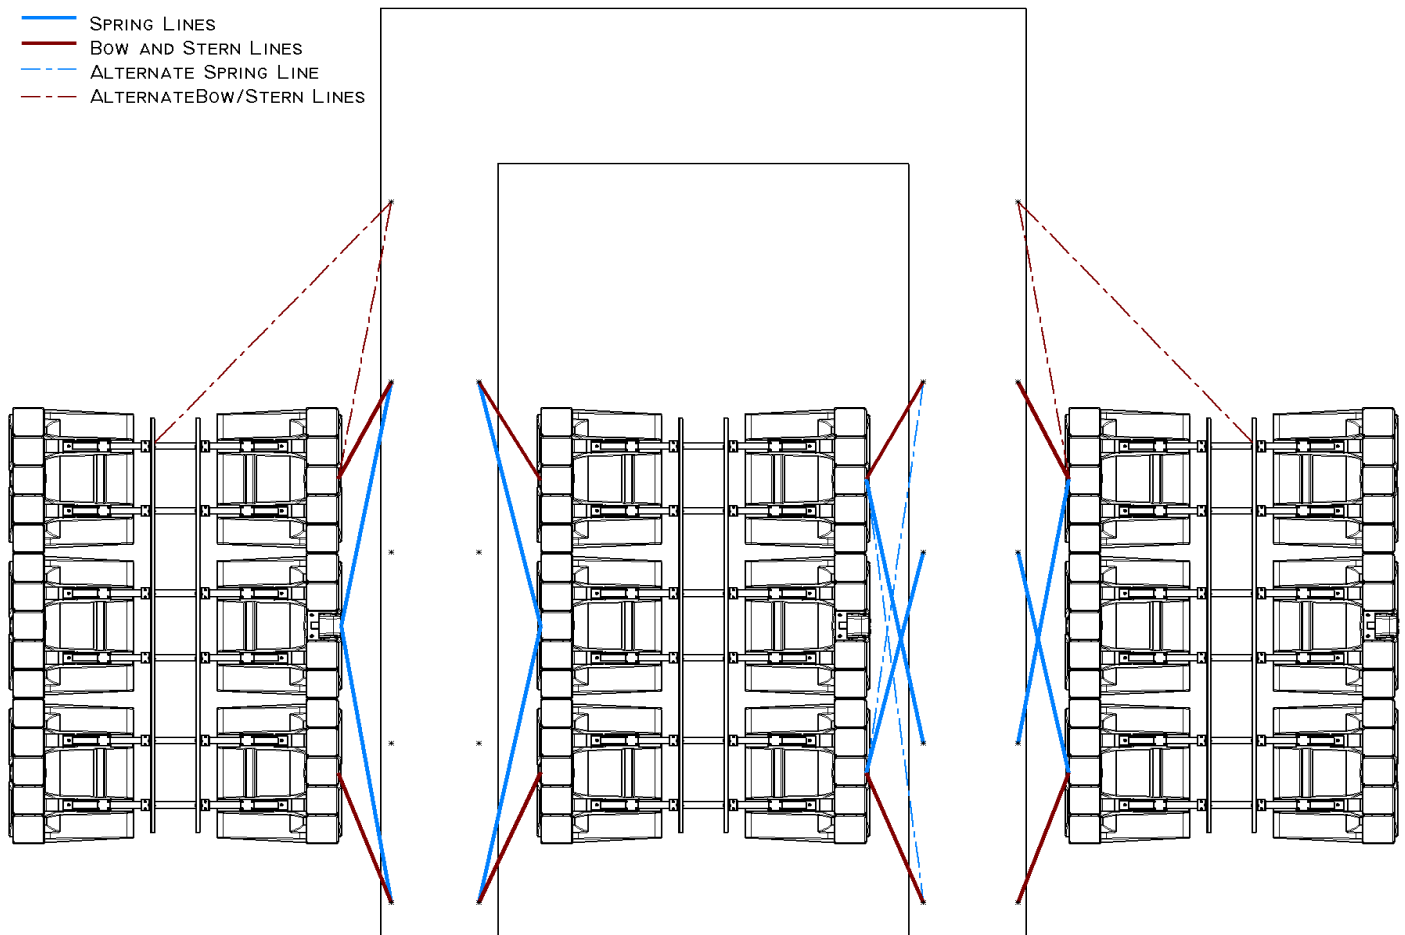 SPRING LINES
BOW AND STERN LINES
ALTERNATE SPRING LINE
ALTERNATEBOW/STERN LINES